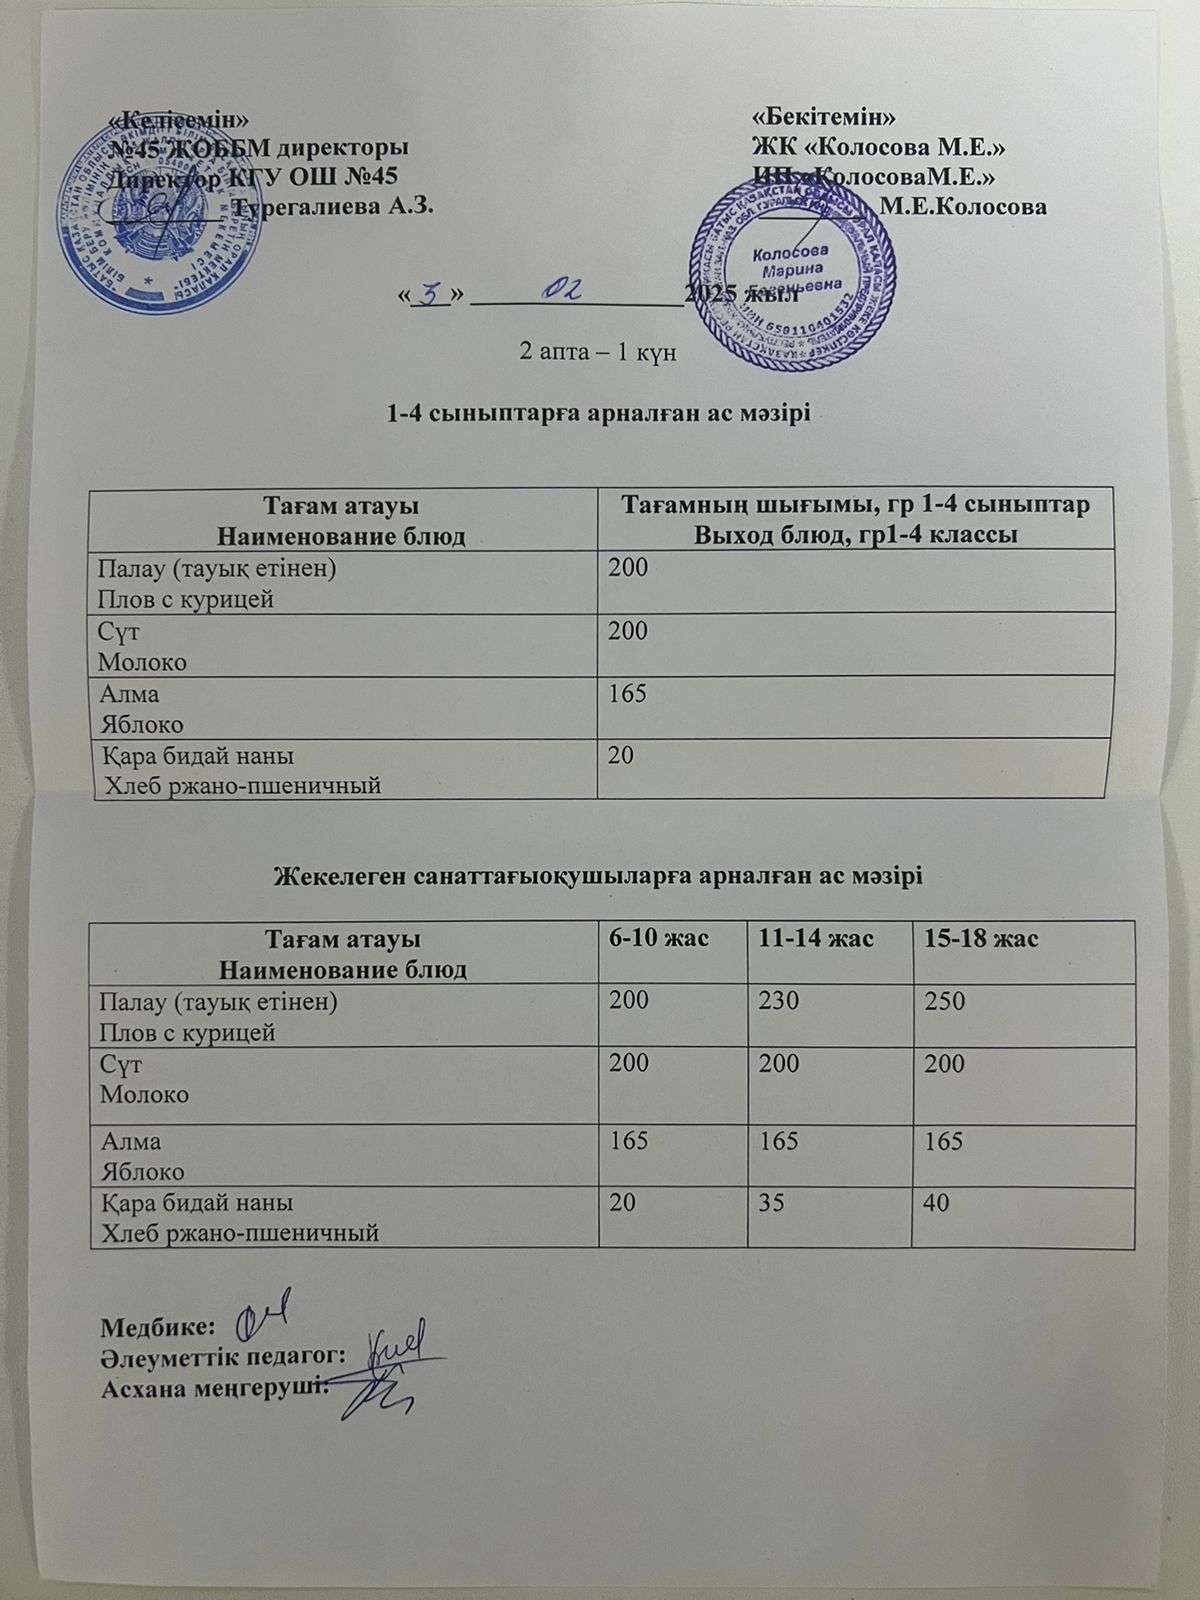 «Келісемін»
№45 ЖОББМ директоры
Директор КГУ ОШ №45
Турегалиева А.З.
«Бекітемін»
ЖК «Колосова М.Е.»
ИП «КолосоваМ.Е.»
М.Е.Колосова
Колосова
Марина
Евгеньевна
ИИН 650110401532
«3» 02 2025 жыл
2 апта – 1 күн
1-4 сыныптарға арналған ас мәзірі
Тағам атауы
Наименование блюд
Тағамның шығымы, гр 1-4 сыныптар
Выход блюд, гр1-4 классы
Палау (тауық етінен)
Плов с курицей
200
Сүт
Молоко
200
Алма
Яблоко
165
Қара бидай наны
Хлеб ржано-пшеничный
20
Жекелеген санаттағыоқушыларға арналған ас мәзірі
Тағам атауы
Наименование блюд
6-10 жас
11-14 жас
15-18 жас
Палау (тауық етінен)
Плов с курицей
200
230
250
Сүт
Молоко
200
200
200
Алма
Яблоко
165
165
165
Қара бидай наны
Хлеб ржано-пшеничный
20
35
40
Медбике:
Әлеуметтік педагог:
Асхана меңгеруші: